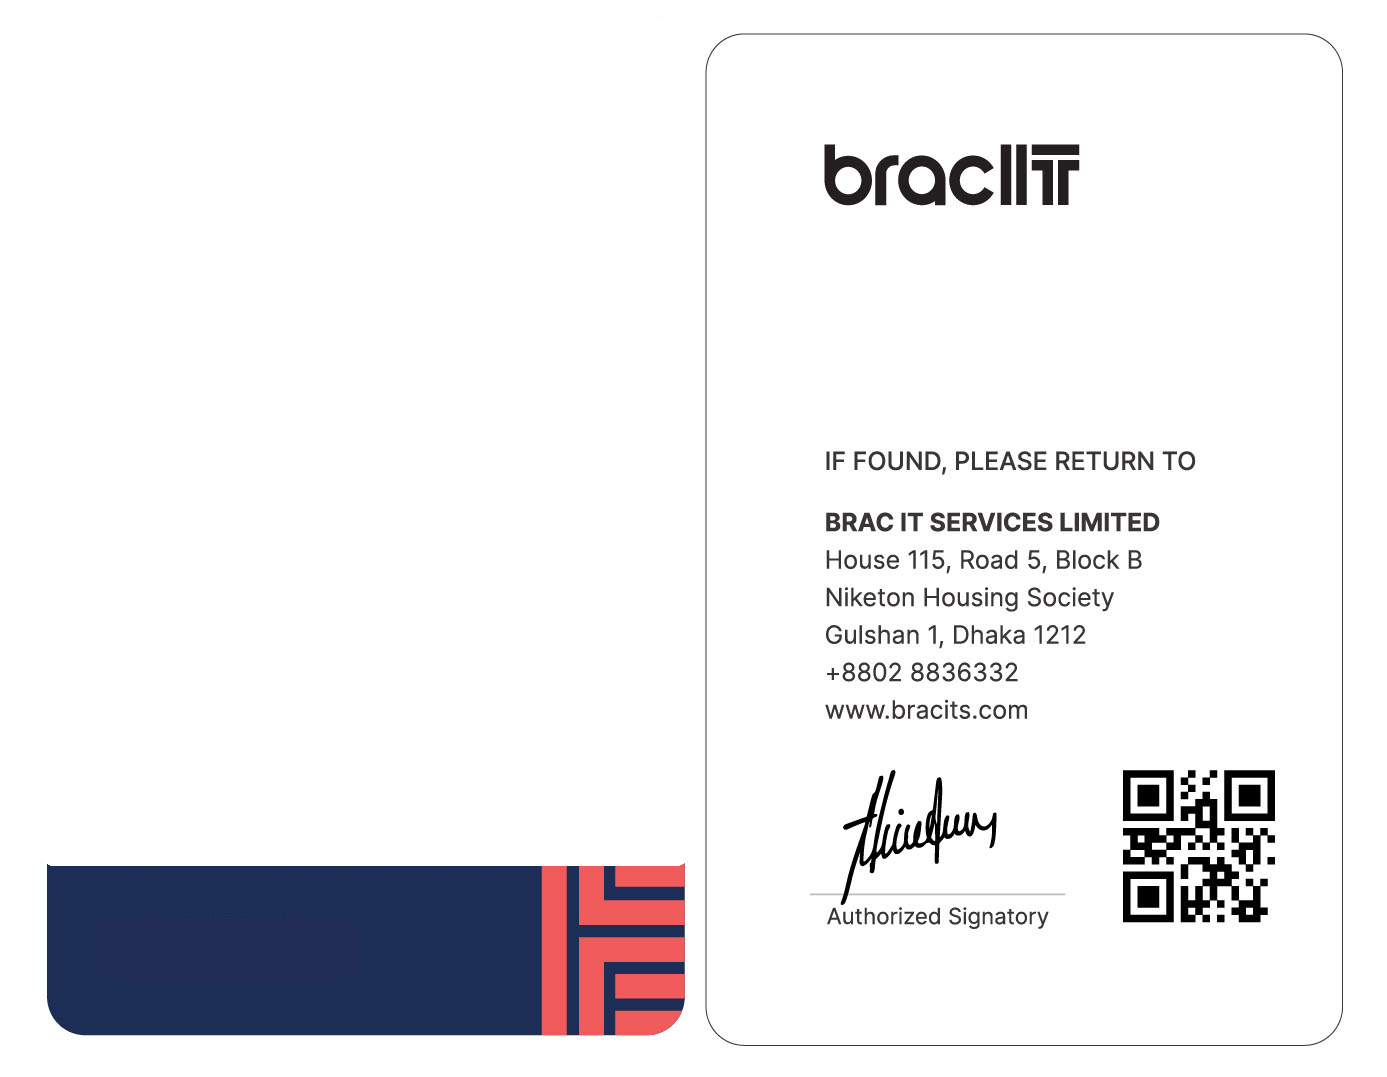 bracIIT
IF FOUND, PLEASE RETURN TO
BRAC IT SERVICES LIMITED
House 115, Road 5, Block B
Niketon Housing Society
Gulshan 1, Dhaka 1212
+8802 8836332
www.bracits.com
Authorized Signatory